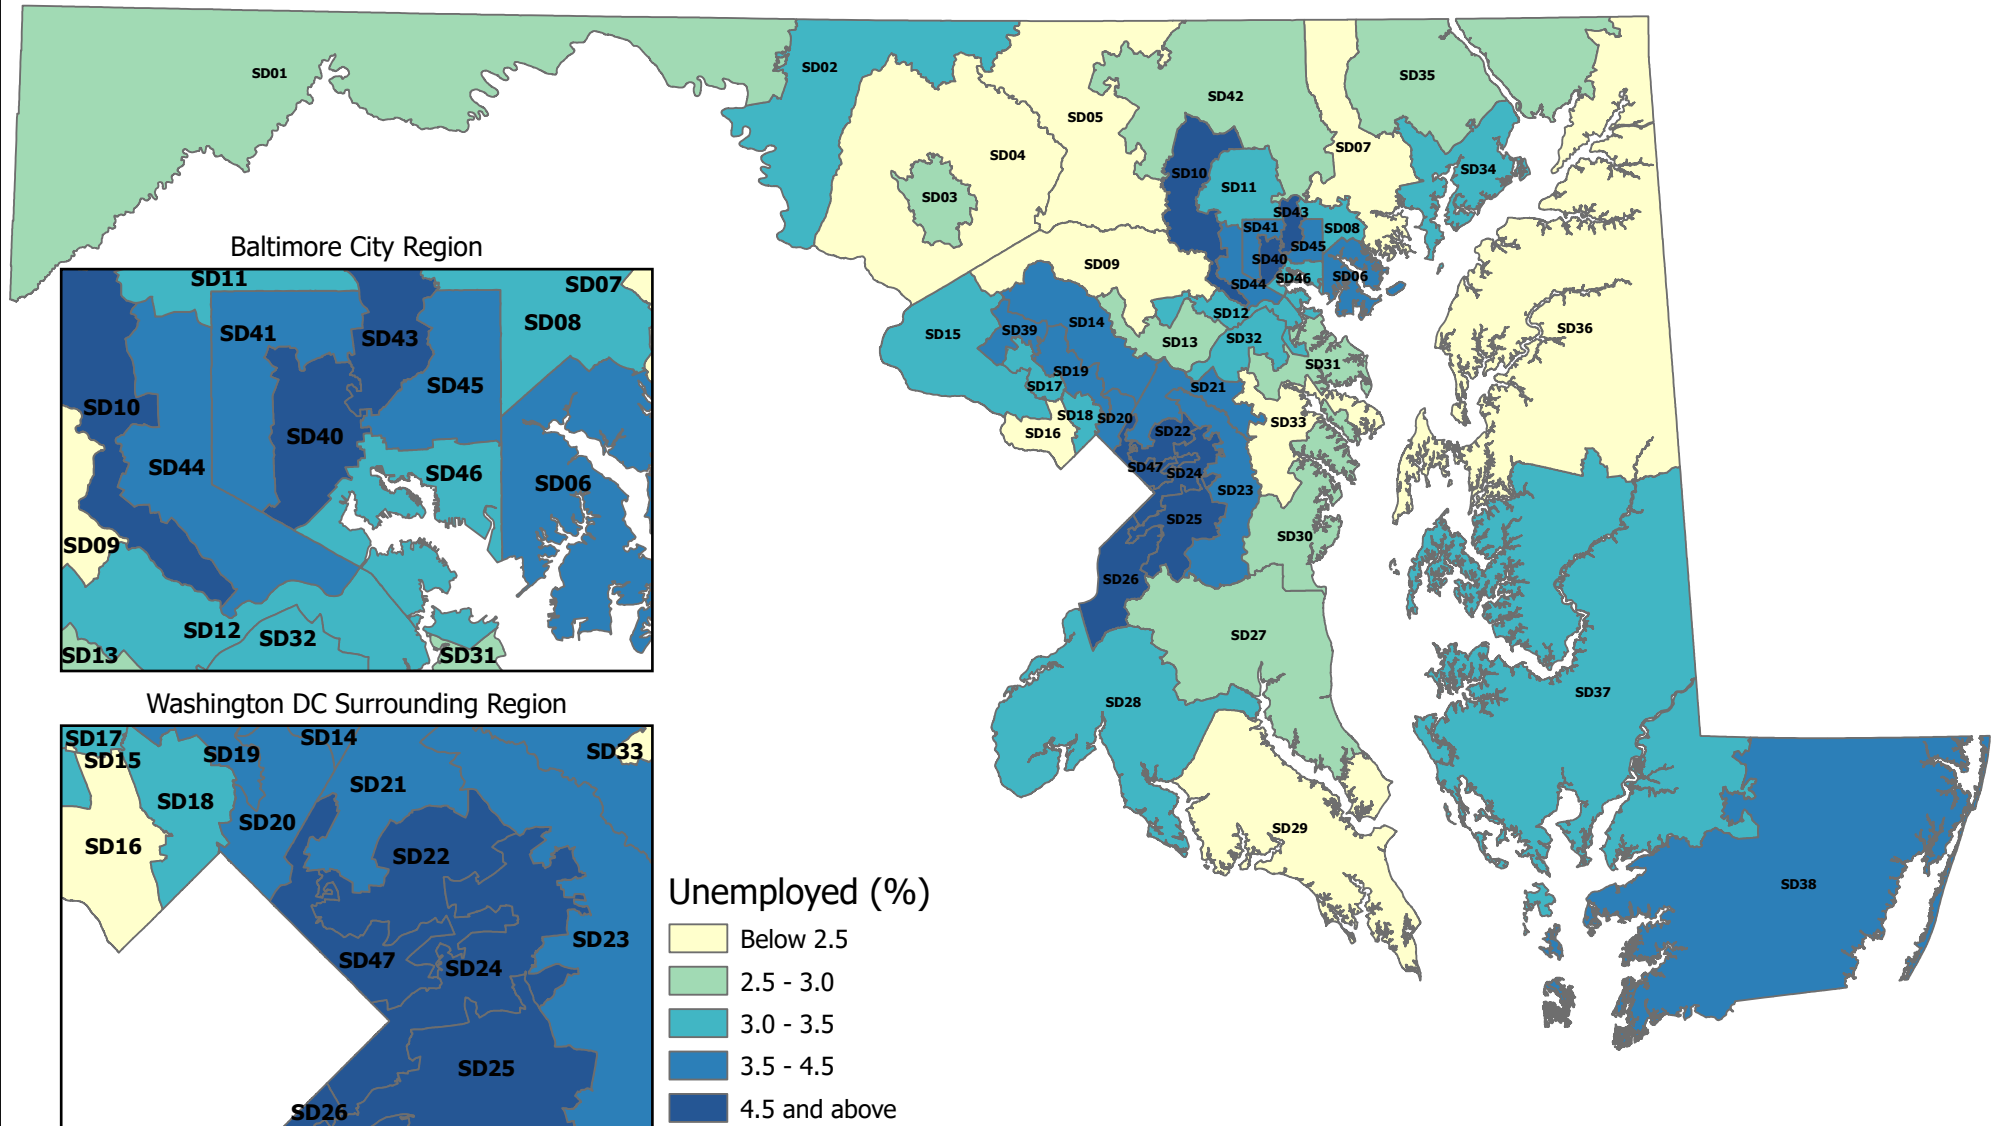 SD01
SD02
SD35
SD42
SD05
SD07
SD04
SD34
SD10
SD11
SD03
SD43
SD41
SD08
SD45
SD40
SD09
SD46
SD06
SD44
SD12
SD36
SD14
SD39
SD15
SD32
SD13
SD31
SD19
SD17
SD21
SD18
SD20
SD33
SD16
SD22
SD47
SD24
SD23
SD25
SD30
SD26
SD27
SD37
SD28
SD29
SD38
Baltimore City Region
SD11
SD07
SD08
SD41
SD43
SD45
SD10
SD40
SD44
SD46
SD06
SD09
SD12
SD32
SD13
SD31
Washington DC Surrounding Region
SD17
SD14
SD19
SD33
SD15
SD21
SD18
SD20
SD16
SD22
SD23
SD47
SD24
SD25
SD26
Unemployed (%)
Below 2.5
2.5 - 3.0
3.0 - 3.5
3.5 - 4.5
4.5 and above